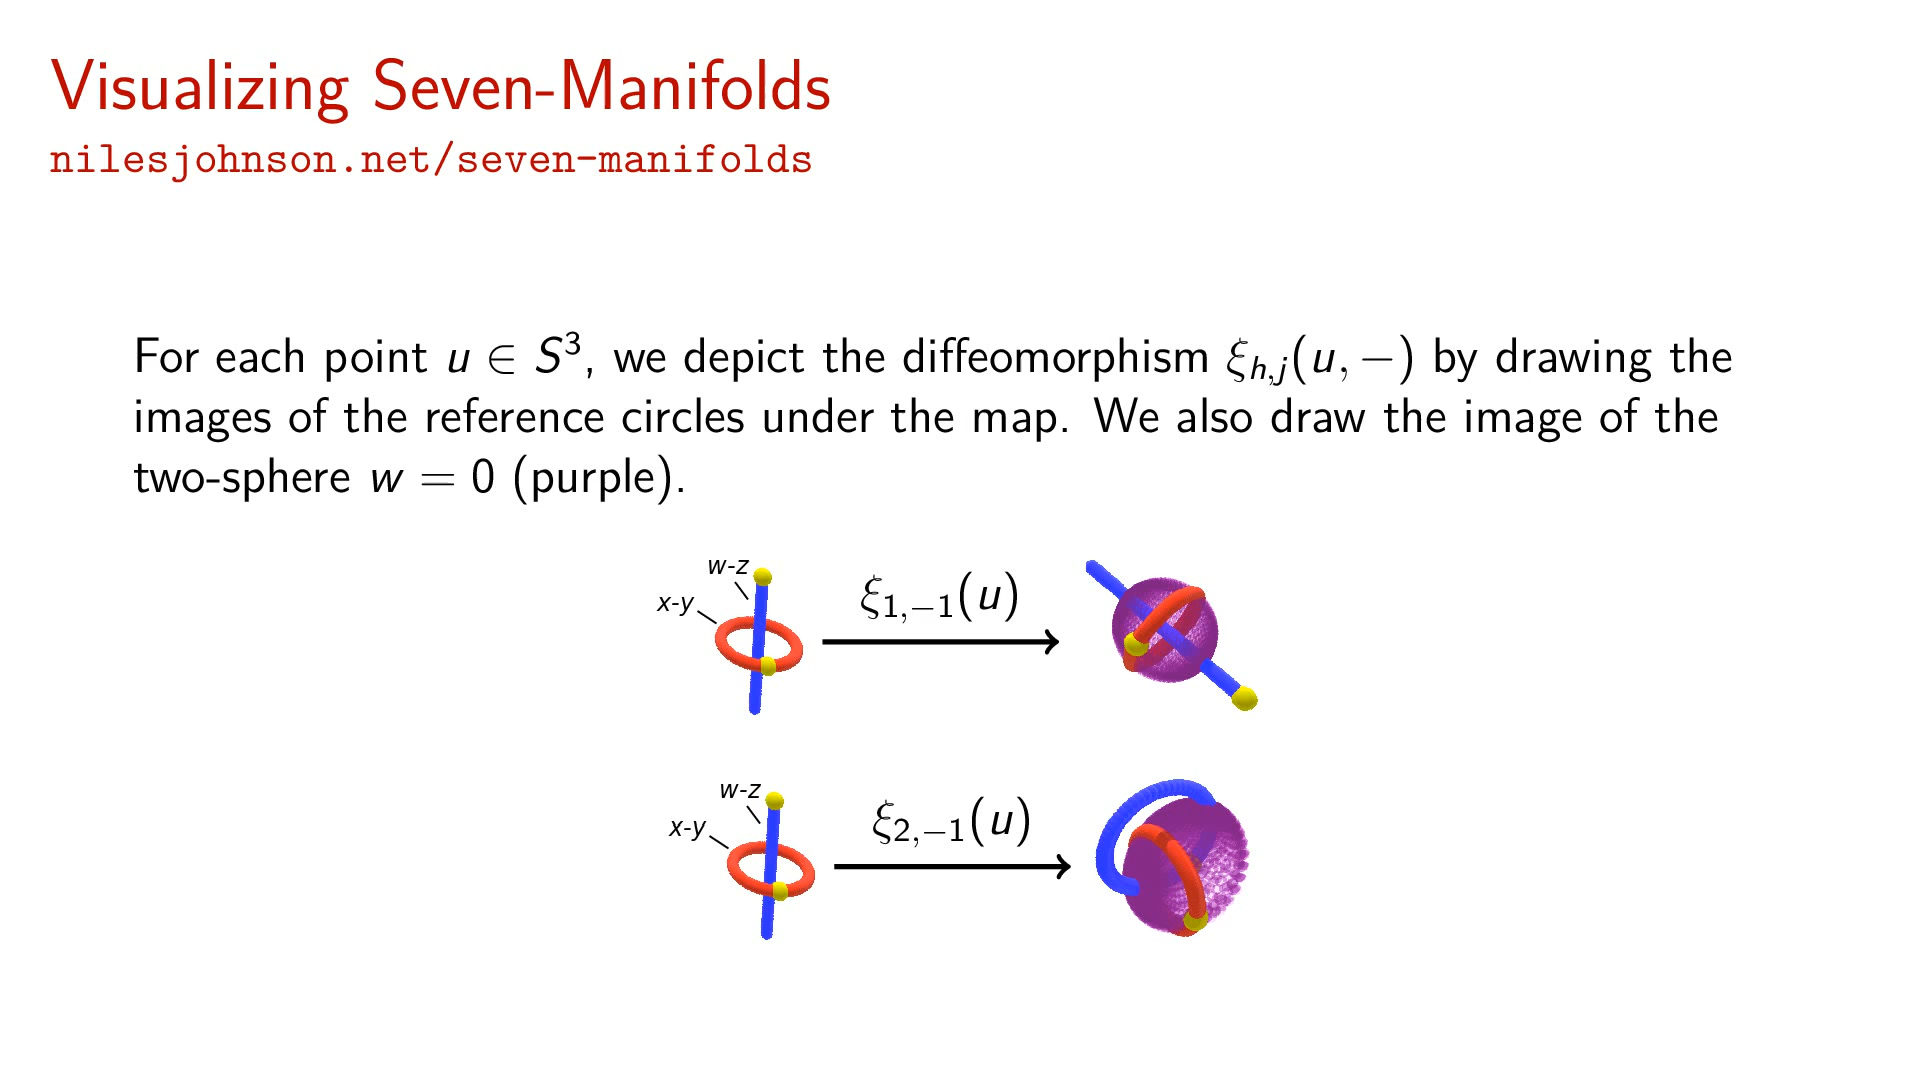 Visualizing Seven-Manifolds
nilesjohnson.net/seven-manifolds
For each point u ∈ S³, we depict the diffeomorphism ξ_{h,j}(u, −) by drawing the
images of the reference circles under the map. We also draw the image of the
two-sphere w = 0 (purple).
w-z
x-y
ξ_{1,−1}(u)
w-z
x-y
ξ_{2,−1}(u)